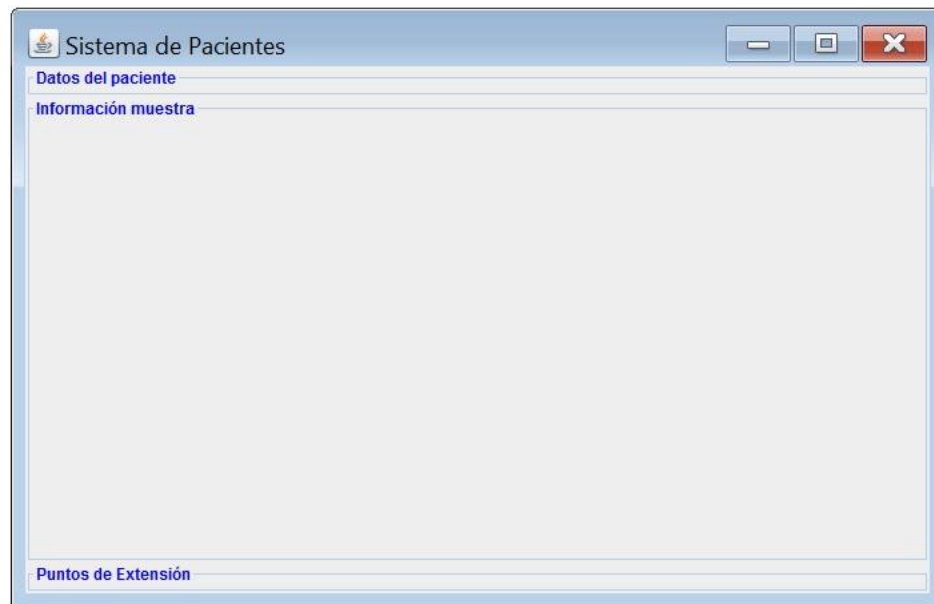 Sistema de Pacientes
Datos del paciente
Información muestra
Puntos de Extensión